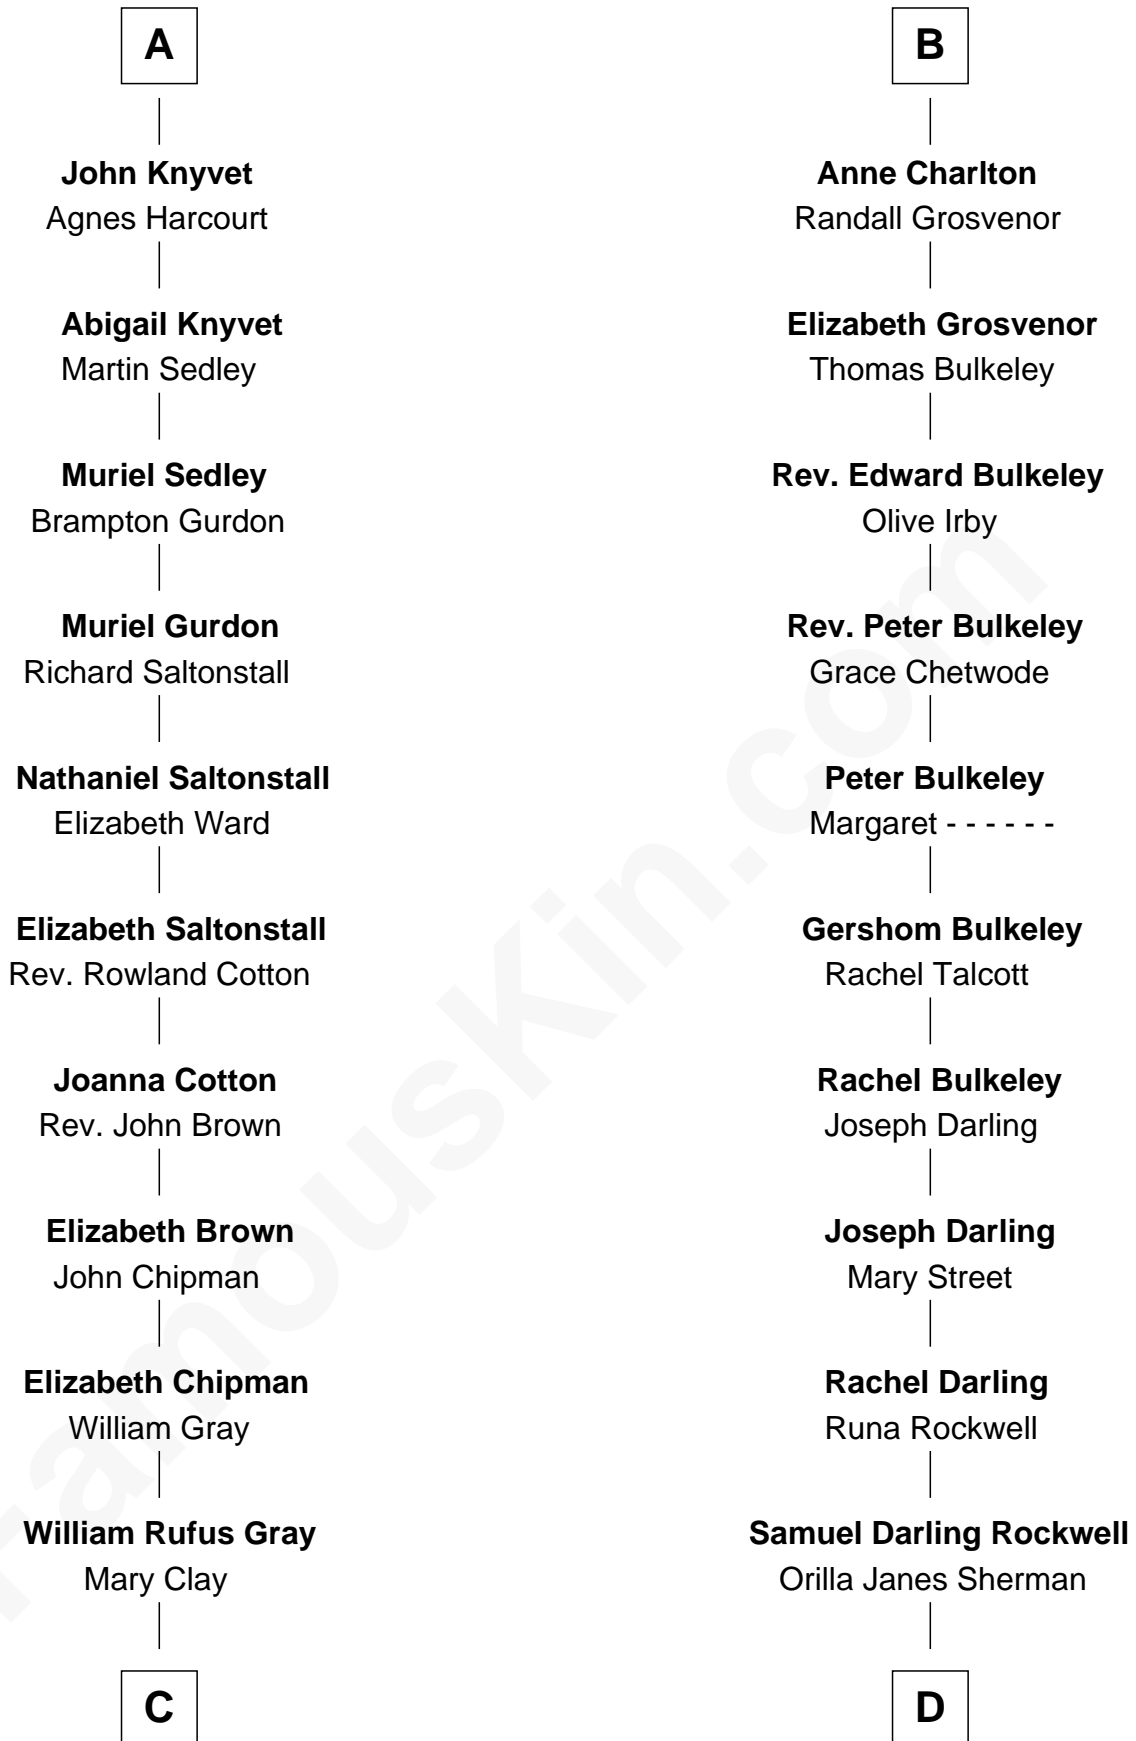 A
John Knyvet
Agnes Harcourt
Abigail Knyvet
Martin Sedley
Muriel Sedley
Brampton Gurdon
Muriel Gurdon
Richard Saltonstall
Nathaniel Saltonstall
Elizabeth Ward
Elizabeth Saltonstall
Rev. Rowland Cotton
Joanna Cotton
Rev. John Brown
Elizabeth Brown
John Chipman
Elizabeth Chipman
William Gray
William Rufus Gray
Mary Clay
C
B
Anne Charlton
Randall Grosvenor
Elizabeth Grosvenor
Thomas Bulkeley
Rev. Edward Bulkeley
Olive Irby
Rev. Peter Bulkeley
Grace Chetwode
Peter Bulkeley
Margaret - - - - - -
Gershom Bulkeley
Rachel Talcott
Rachel Bulkeley
Joseph Darling
Joseph Darling
Mary Street
Rachel Darling
Runa Rockwell
Samuel Darling Rockwell
Orilla Janes Sherman
D
FamousKin.com